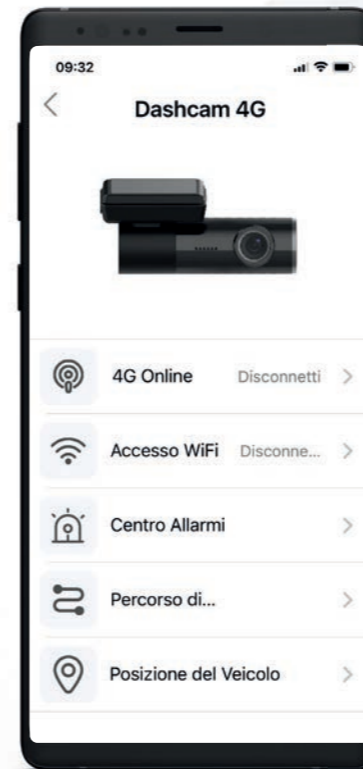 09:32
Dashcam 4G
4G Online Disconnetti
Accesso WiFi Disconne...
Centro Allarmi
Percorso di...
Posizione del Veicolo